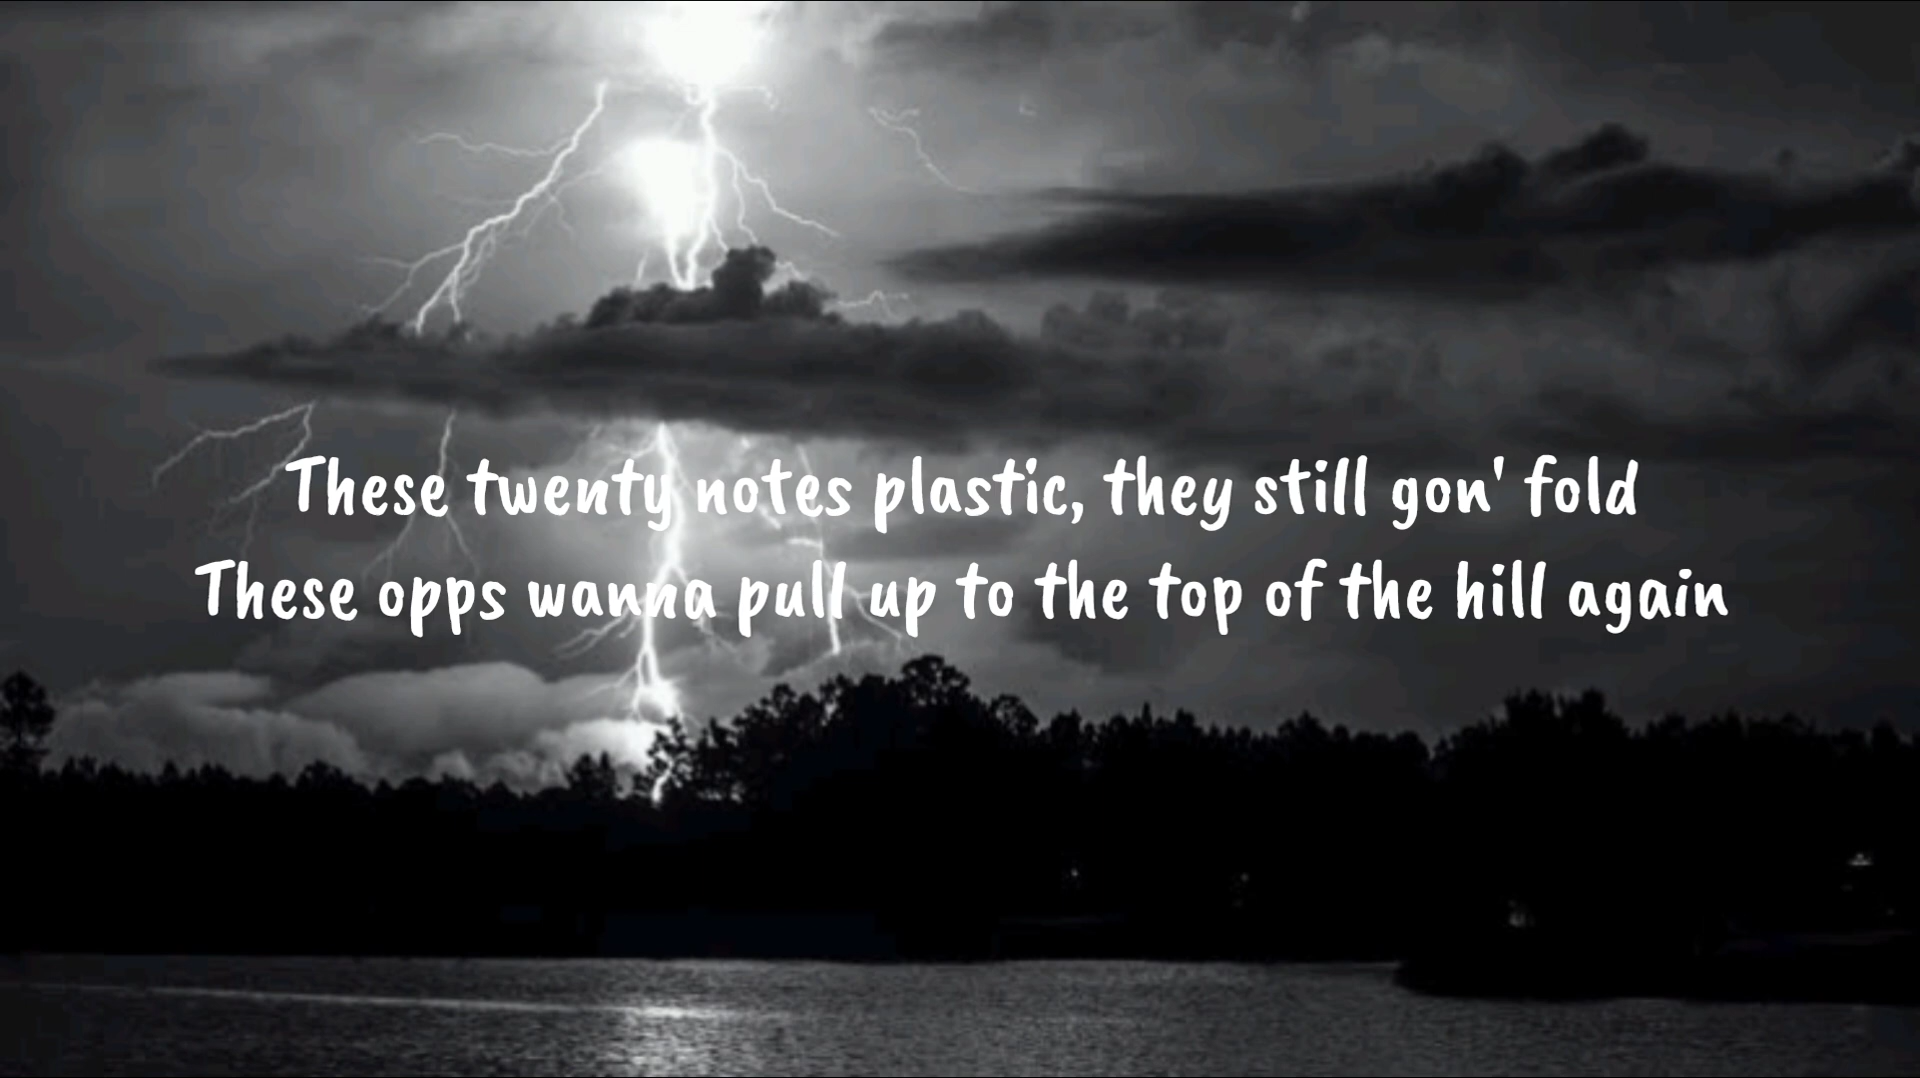 These twenty notes plastic, they still gon' fold
These opps wanna pull up to the top of the hill again